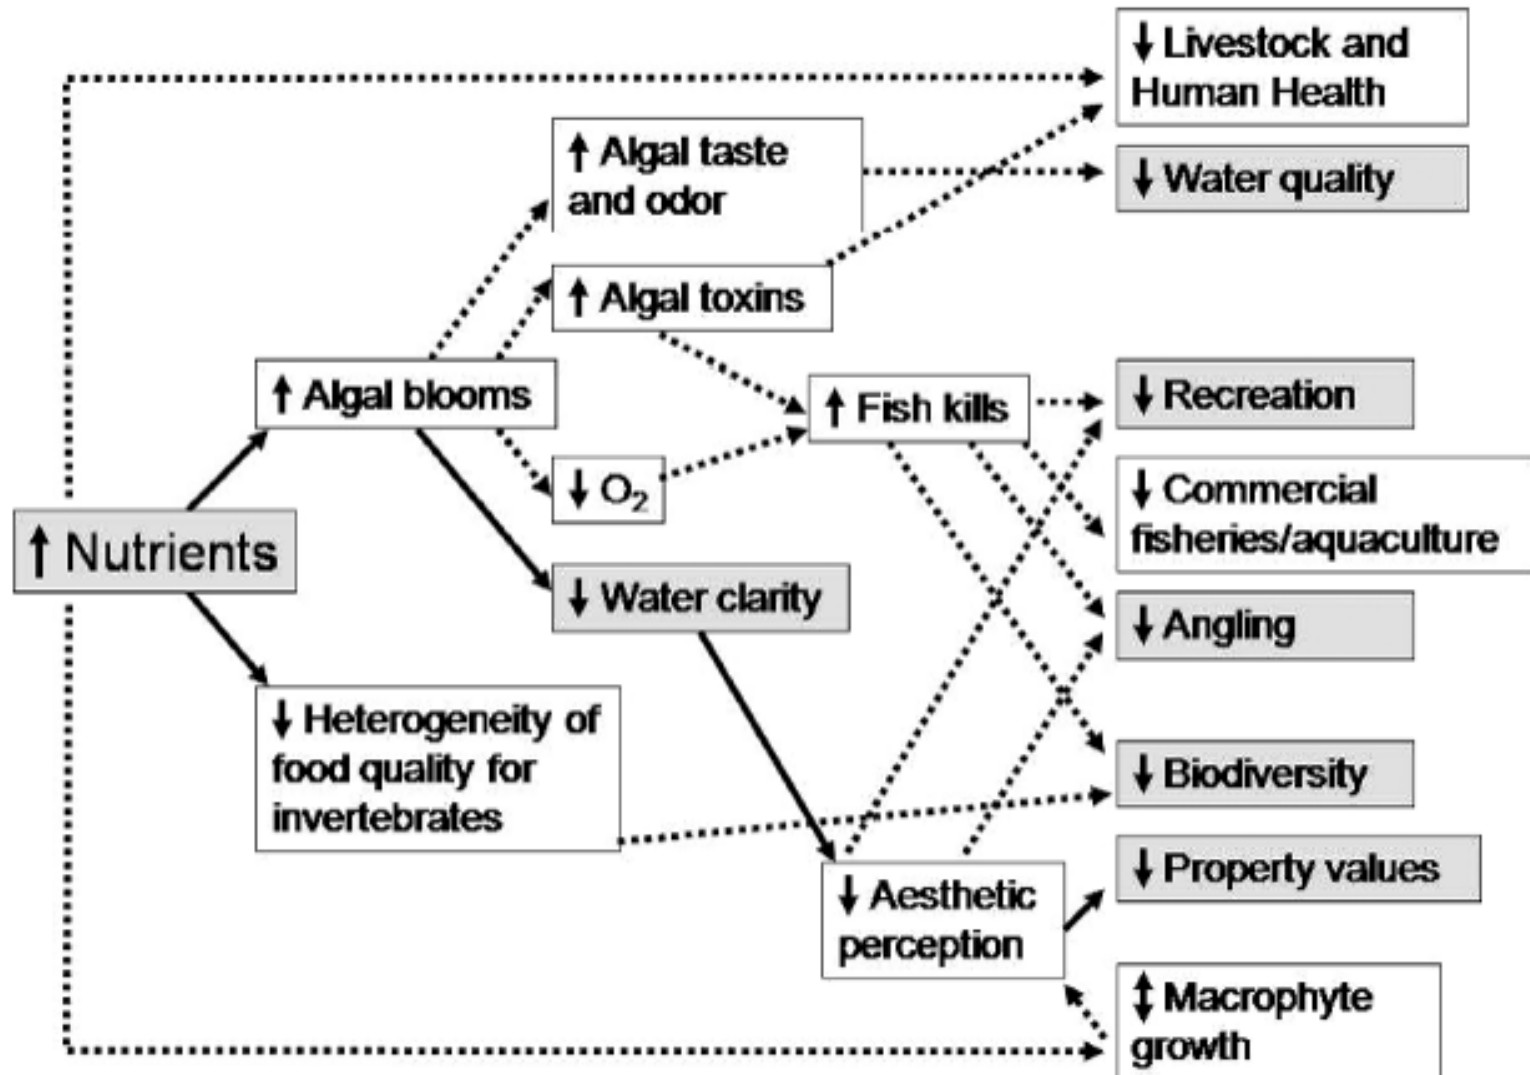 ↓ Livestock and
Human Health
↑ Algal taste
and odor
↓ Water quality
↑ Algal toxins
↑ Algal blooms
↑ Fish kills
↓ Recreation
↓ O₂
↓ Commercial
fisheries/aquaculture
↑ Nutrients
↓ Water clarity
↓ Angling
↓ Heterogeneity of
food quality for
invertebrates
↓ Biodiversity
↓ Property values
↓ Aesthetic
perception
↕ Macrophyte
growth